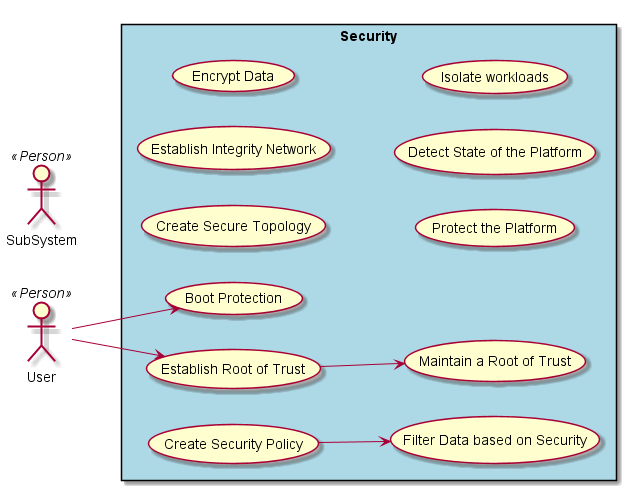 Security
Encrypt Data
Isolate workloads
Establish Integrity Network
Detect State of the Platform
«Person»
SubSystem
Create Secure Topology
Protect the Platform
«Person»
User
Boot Protection
Establish Root of Trust
Maintain a Root of Trust
Create Security Policy
Filter Data based on Security